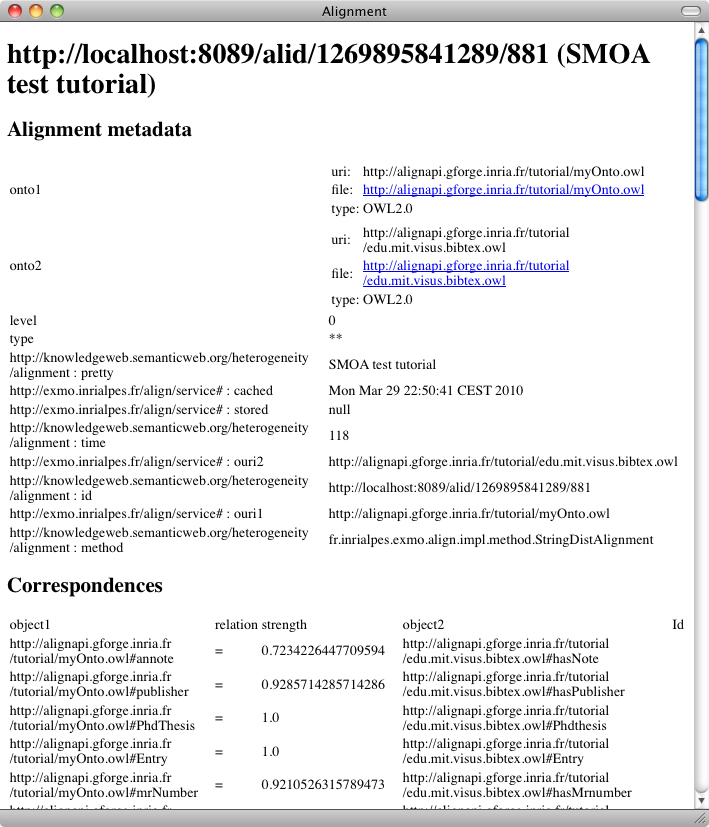 Alignment
http://localhost:8089/alid/1269895841289/881 (SMOA
test tutorial)
Alignment metadata
onto1
uri: http://alignapi.gforge.inria.fr/tutorial/myOnto.owl
file: http://alignapi.gforge.inria.fr/tutorial/myOnto.owl
type: OWL2.0
onto2
uri: http://alignapi.gforge.inria.fr/tutorial
/edu.mit.visus.bibtex.owl
file: http://alignapi.gforge.inria.fr/tutorial
/edu.mit.visus.bibtex.owl
type: OWL2.0
level 0
type **
http://knowledgeweb.semanticweb.org/heterogeneity
/alignment : pretty
SMOA test tutorial
http://exmo.inrialpes.fr/align/service# : cached Mon Mar 29 22:50:41 CEST 2010
http://exmo.inrialpes.fr/align/service# : stored null
http://knowledgeweb.semanticweb.org/heterogeneity
/alignment : time
118
http://exmo.inrialpes.fr/align/service# : ouri2 http://alignapi.gforge.inria.fr/tutorial/edu.mit.visus.bibtex.owl
http://knowledgeweb.semanticweb.org/heterogeneity
/alignment : id
http://localhost:8089/alid/1269895841289/881
http://exmo.inrialpes.fr/align/service# : ouri1 http://alignapi.gforge.inria.fr/tutorial/myOnto.owl
http://knowledgeweb.semanticweb.org/heterogeneity
/alignment : method
fr.inrialpes.exmo.align.impl.method.StringDistAlignment
Correspondences
object1 relation strength object2 Id
http://alignapi.gforge.inria.fr
/tutorial/myOnto.owl#annote
= 0.7234226447709594
http://alignapi.gforge.inria.fr/tutorial
/edu.mit.visus.bibtex.owl#hasNote
http://alignapi.gforge.inria.fr
/tutorial/myOnto.owl#publisher
= 0.9285714285714286
http://alignapi.gforge.inria.fr/tutorial
/edu.mit.visus.bibtex.owl#hasPublisher
http://alignapi.gforge.inria.fr
/tutorial/myOnto.owl#PhdThesis
= 1.0
http://alignapi.gforge.inria.fr/tutorial
/edu.mit.visus.bibtex.owl#Phdthesis
http://alignapi.gforge.inria.fr
/tutorial/myOnto.owl#Entry
= 1.0
http://alignapi.gforge.inria.fr/tutorial
/edu.mit.visus.bibtex.owl#Entry
http://alignapi.gforge.inria.fr
/tutorial/myOnto.owl#mrNumber
= 0.9210526315789473
http://alignapi.gforge.inria.fr/tutorial
/edu.mit.visus.bibtex.owl#hasMrnumber